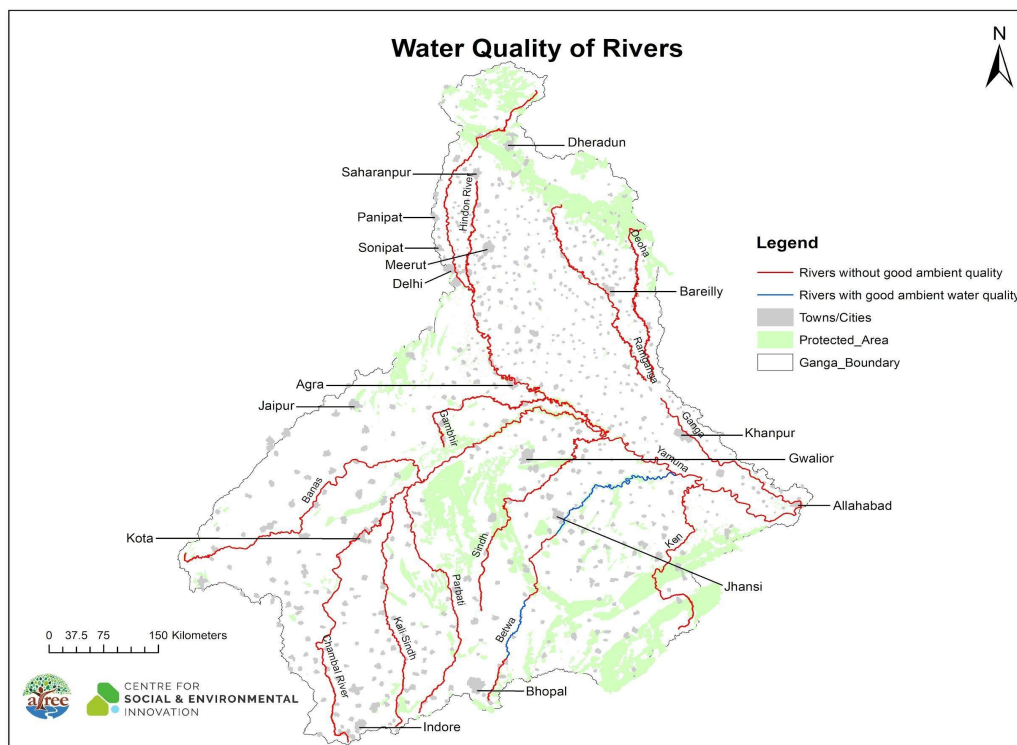 Water Quality of Rivers
N
Dheradun
Saharanpur
Hindon River
Panipat
Deoha
Sonipat
Meerut
Delhi
Bareilly
Legend
Rivers without good ambient quality
Rivers with good ambient water quality
Towns/Cities
Protected_Area
Ganga_Boundary
Ramganga
Agra
Jaipur
Gambhir
Ganga
Khanpur
Gwalior
Yamuna
Banas
Allahabad
Kota
Sindh
Ken
Jhansi
Parbati
Kali Sindh
Betwa
Chambal River
0 37.5 75 150 Kilometers
Bhopal
Indore
atree
CENTRE FOR
SOCIAL & ENVIRONMENTAL
INNOVATION